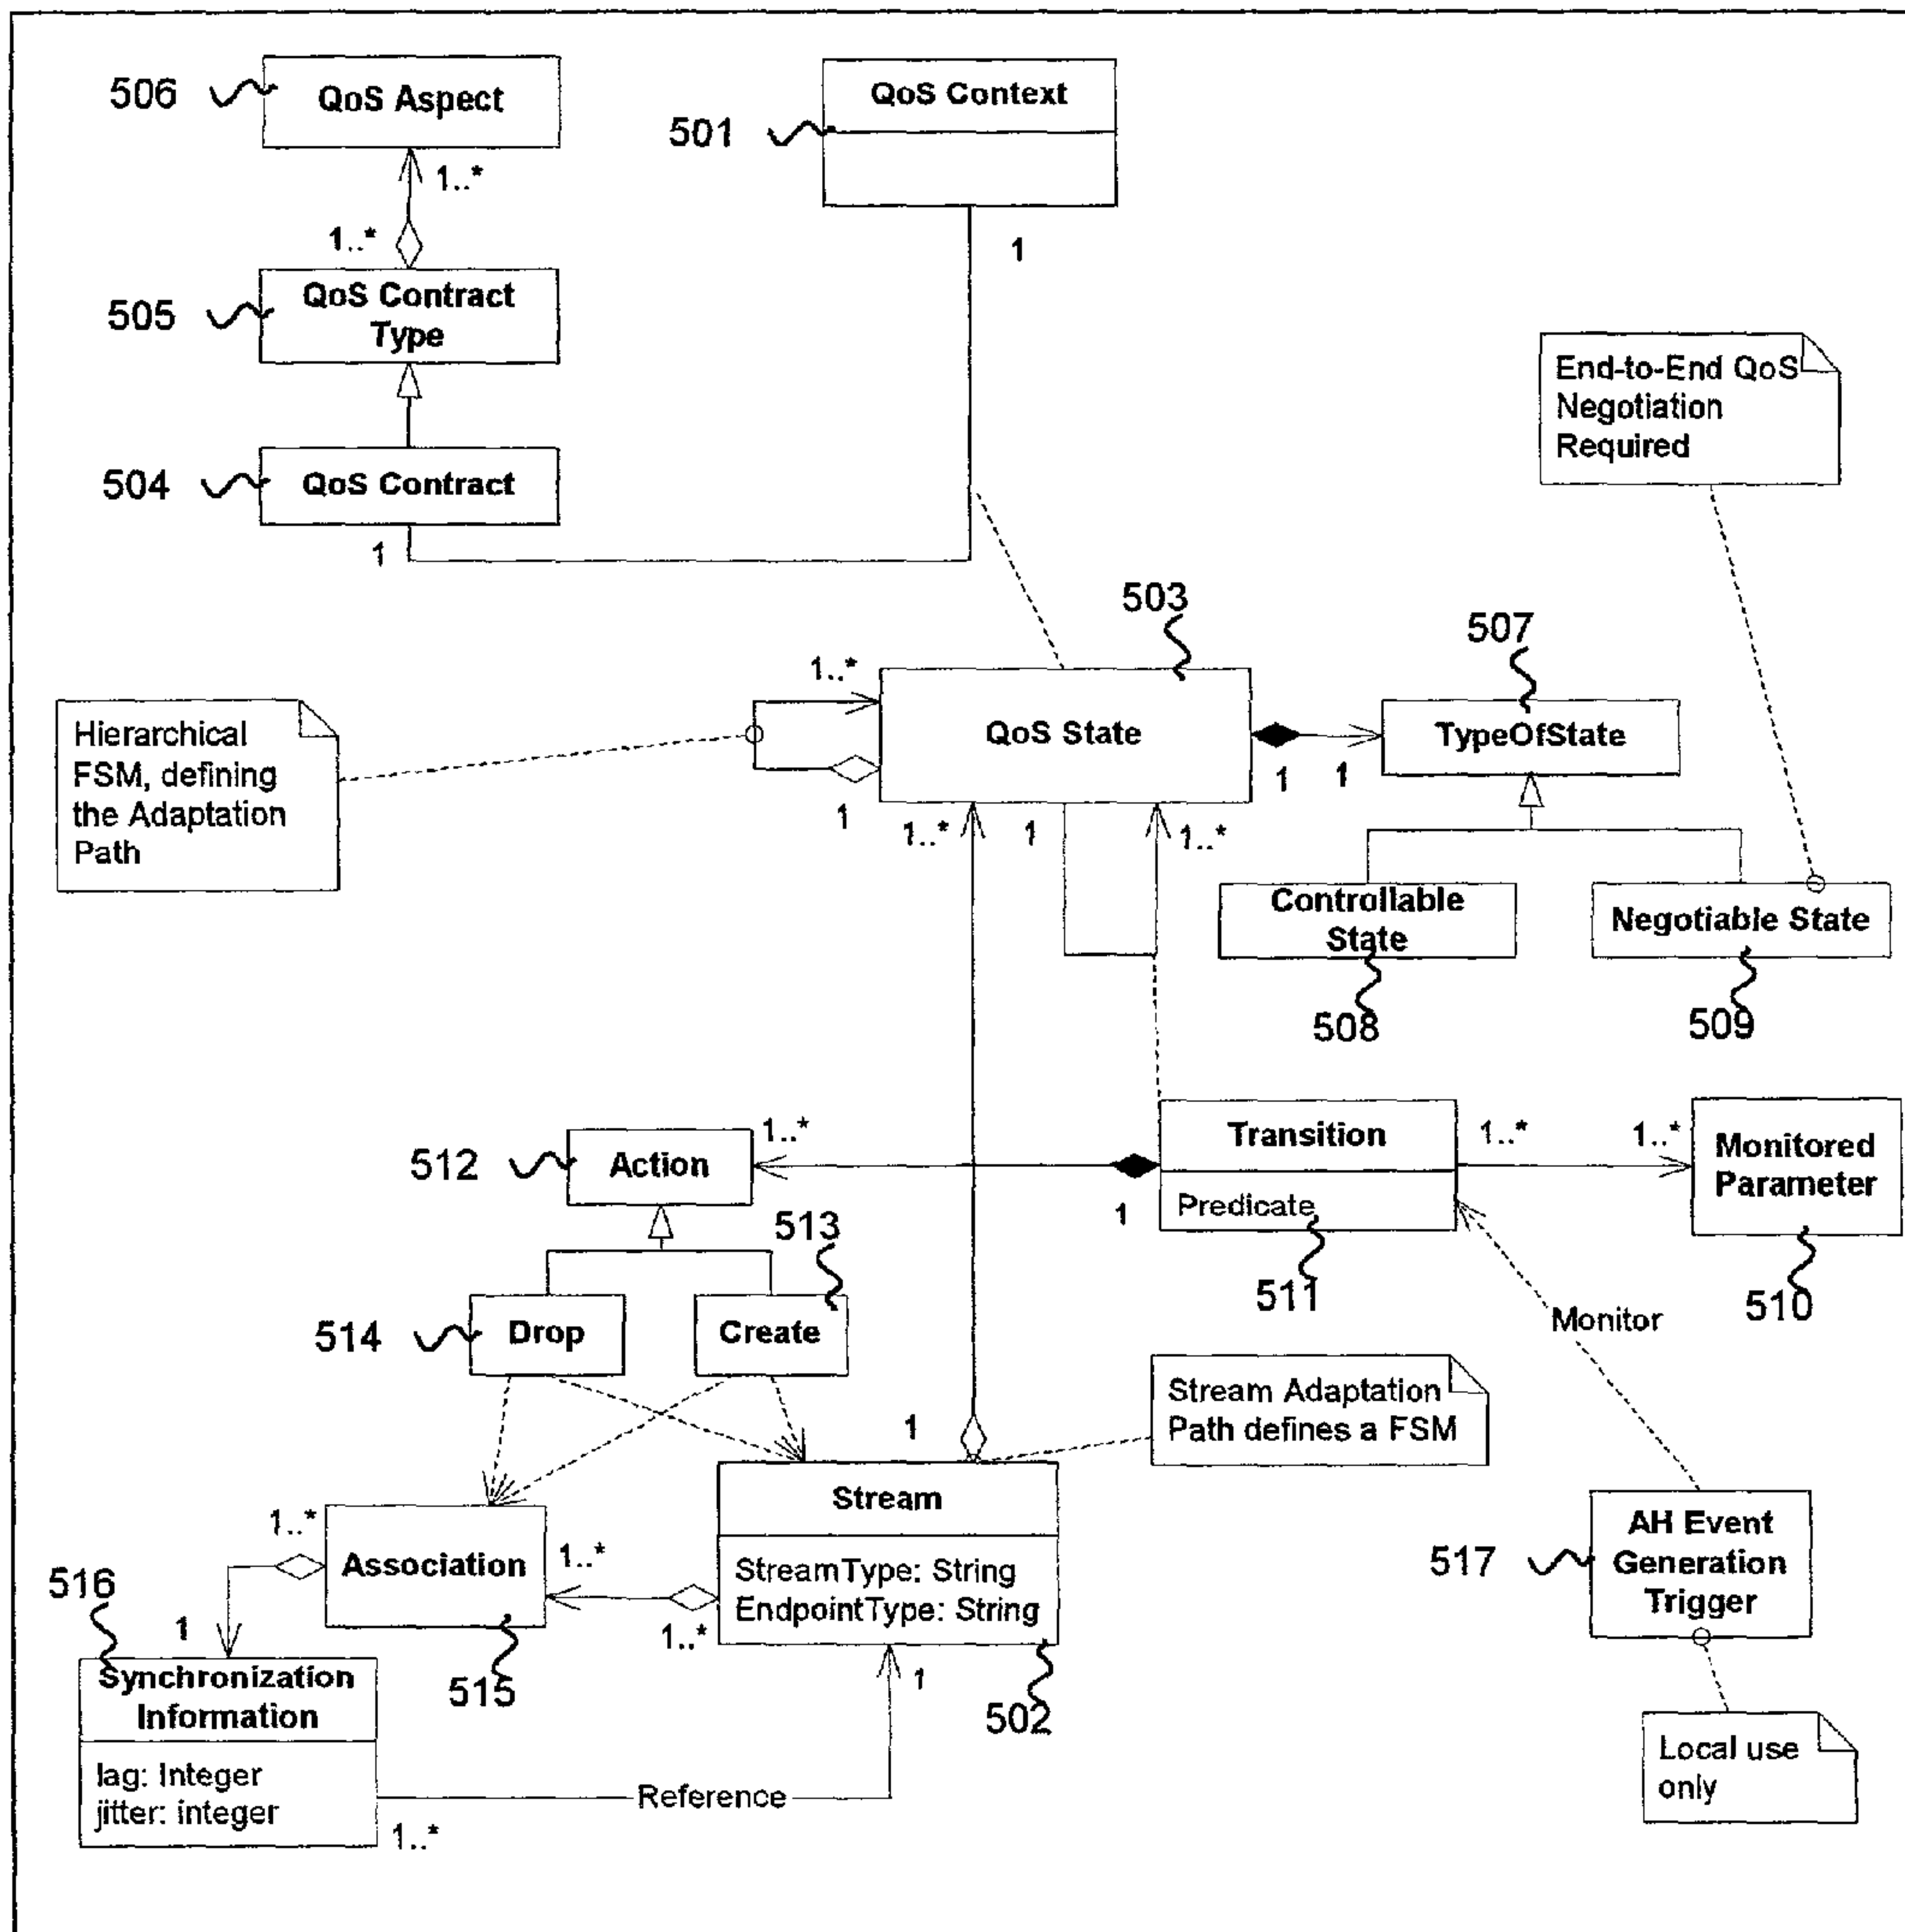 506
QoS Aspect
501
QoS Context
1..*
1..*
1
505
QoS Contract
Type
504
QoS Contract
1
End-to-End QoS
Negotiation
Required
503
507
Hierarchical
FSM, defining
the Adaptation
Path
1..*
QoS State
1
1
TypeOfState
1
1..*
1
1..*
Controllable
State
Negotiable State
508
509
512
Action
1..*
1
Transition
Predicate
1..*
1..*
Monitored
Parameter
513
511
510
514
Drop
Create
Monitor
Stream Adaptation
Path defines a FSM
1
Stream
StreamType: String
EndpointType: String
1..*
Association
1..*
1..*
517
AH Event
Generation
Trigger
516
1
515
502
1
Synchronization
Information
lag: Integer
jitter: integer
Reference
1..*
Local use
only